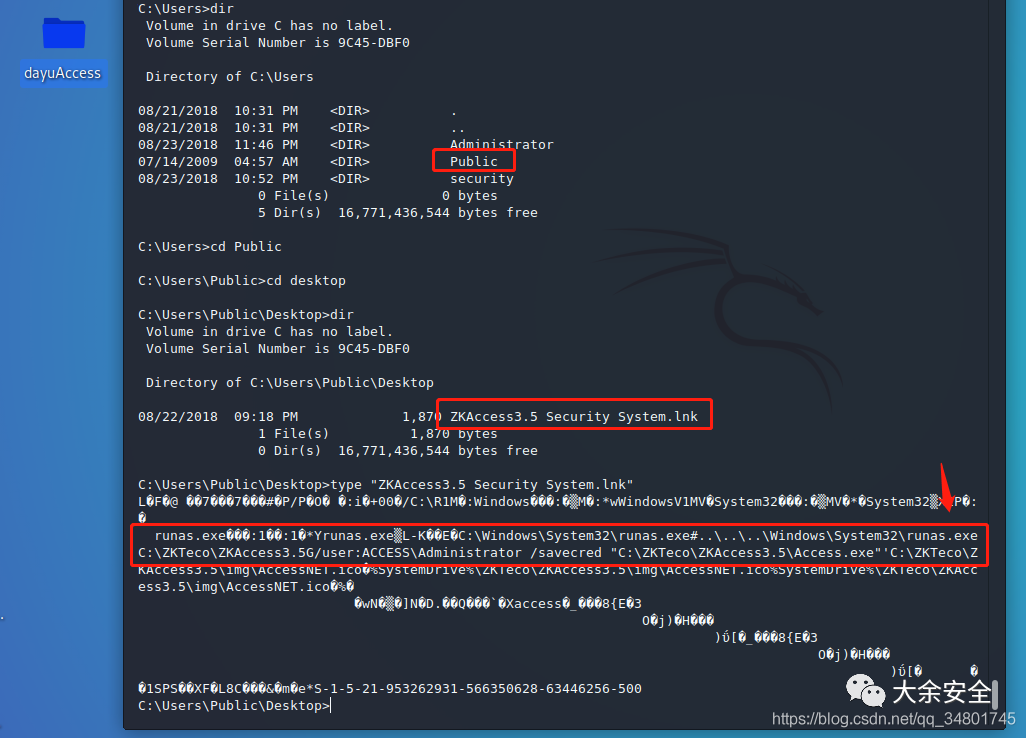 dayuAccess
C:\Users>dir
Volume in drive C has no label.
Volume Serial Number is 9C45-DBF0
Directory of C:\Users
08/21/2018  10:31 PM    <DIR>          .
08/21/2018  10:31 PM    <DIR>          ..
08/23/2018  11:46 PM    <DIR>          Administrator
07/14/2009  04:57 AM    <DIR>          Public
08/23/2018  10:52 PM    <DIR>          security
0 File(s)              0 bytes
5 Dir(s)  16,771,436,544 bytes free
C:\Users>cd Public
C:\Users\Public>cd desktop
C:\Users\Public\Desktop>dir
Volume in drive C has no label.
Volume Serial Number is 9C45-DBF0
Directory of C:\Users\Public\Desktop
08/22/2018  09:18 PM             1,870 ZKAccess3.5 Security System.lnk
1 File(s)          1,870 bytes
0 Dir(s)  16,771,436,544 bytes free
C:\Users\Public\Desktop>type "ZKAccess3.5 Security System.lnk"
L�F�@ ��7���7���#�P/P�O� �:i�+00�/C:\R1M�:Windows���:�▒M�:*wWindowsV1MV�System32���:�▒MV�*�System32▒X P�:
�
runas.exe���:1��:1�*Yrunas.exe▒L-K��E�C:\Windows\System32\runas.exe#..\..\..\Windows\System32\runas.exe
C:\ZKTeco\ZKAccess3.5G/user:ACCESS\Administrator /savecred "C:\ZKTeco\ZKAccess3.5\Access.exe"'C:\ZKTeco\Z
KAccess3.5\img\AccessNET.ico�%SystemDrive%\ZKTeco\ZKAccess3.5\img\AccessNET.ico%SystemDrive%\ZKTeco\ZKAcc
ess3.5\img\AccessNET.ico�%�
�wN�▒�]N�D.��Q���`�Xaccess�_���8{E�3
O�j)�H���
)ΰ[�_���8{E�3
O�j)�H���
)ΰ[� �
�1SPS��XF�L8C���&�m�e*S-1-5-21-953262931-566350628-63446256-500
C:\Users\Public\Desktop>
大余安全
https://blog.csdn.net/qq_34801745